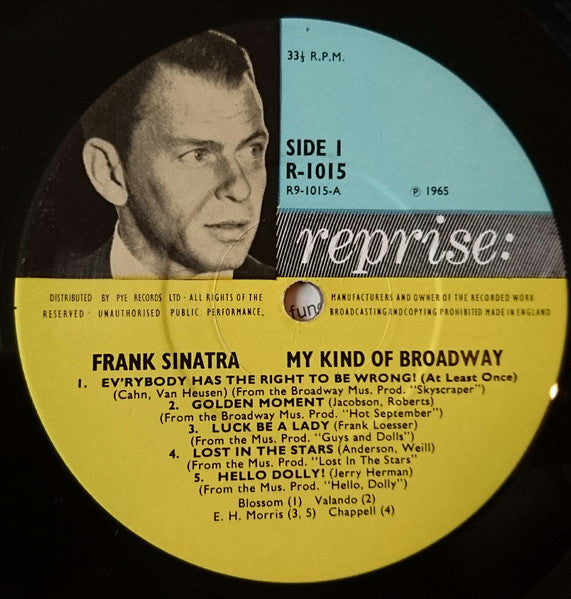 33⅓ R.P.M.
SIDE 1
R-1015
R9-1015-A ℗ 1965
reprise:
DISTRIBUTED BY PYE RECORDS LTD · ALL RIGHTS OF THE MANUFACTURERS AND OWNER OF THE RECORDED WORK
RESERVED · UNAUTHORISED PUBLIC PERFORMANCE, BROADCASTING AND COPYING PROHIBITED MADE IN ENGLAND
FRANK SINATRA MY KIND OF BROADWAY
1. EV'RYBODY HAS THE RIGHT TO BE WRONG! (At Least Once)
(Cahn, Van Heusen) (From the Broadway Mus. Prod. "Skyscraper")
2. GOLDEN MOMENT (Jacobson, Roberts)
(From the Broadway Mus. Prod. "Hot September")
3. LUCK BE A LADY (Frank Loesser)
(From the Mus. Prod. "Guys and Dolls")
4. LOST IN THE STARS (Anderson, Weill)
(From the Mus. Prod. "Lost In The Stars"
5. HELLO DOLLY! (Jerry Herman)
(From the Mus. Prod. "Hello, Dolly")
Blossom (1) Valando (2)
E. H. Morris (3, 5) Chappell (4)